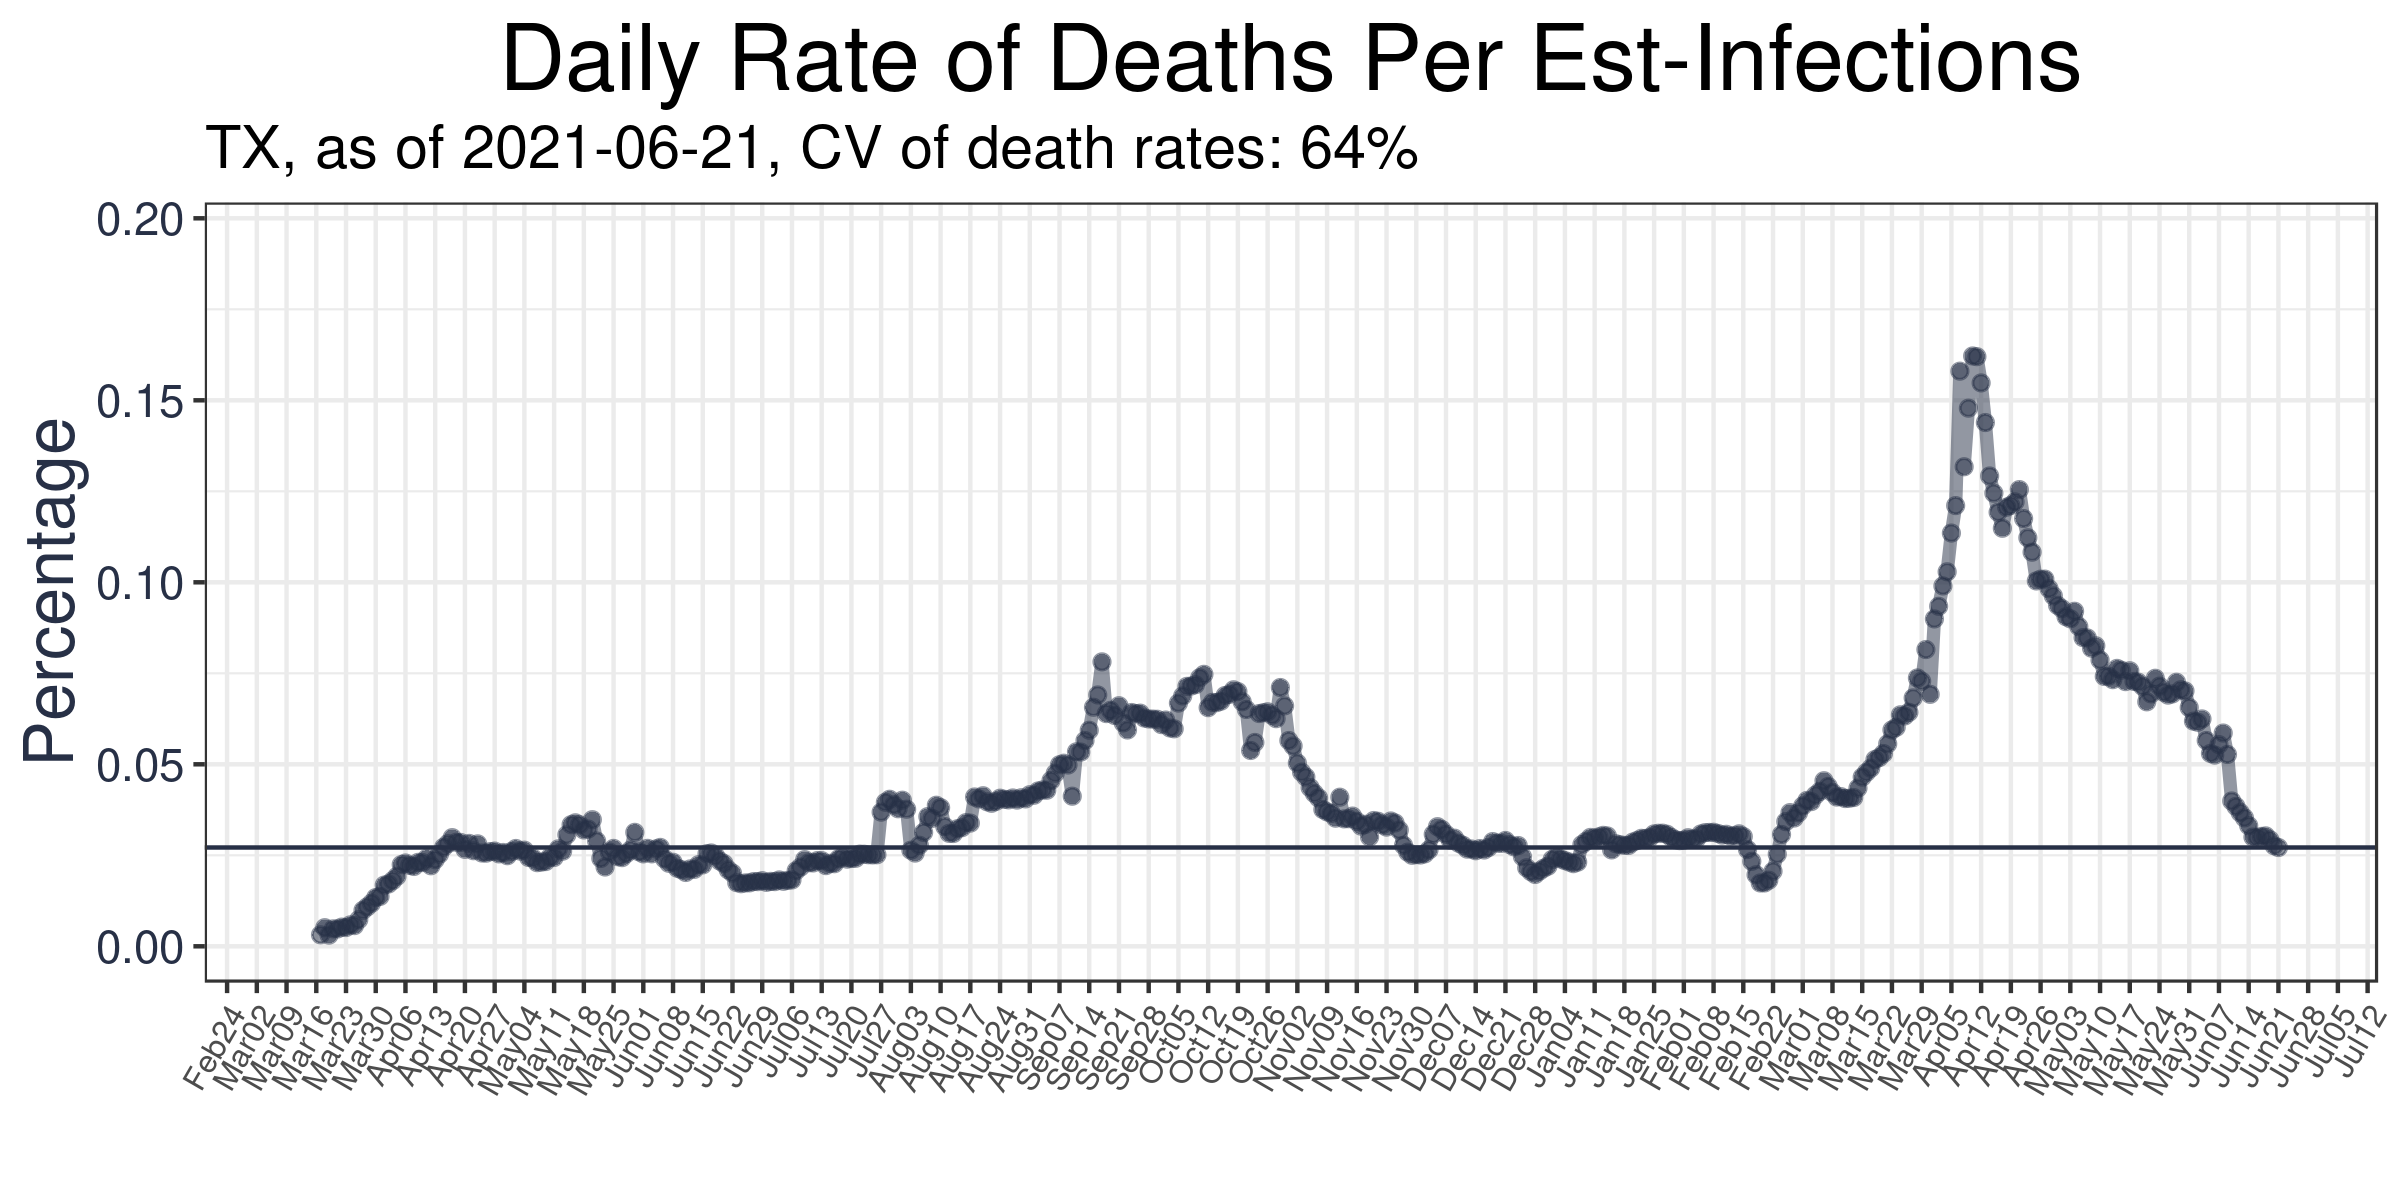 Daily Rate of Deaths Per Est-Infections
TX, as of 2021-06-21, CV of death rates: 64%
Percentage
0.20
0.15
0.10
0.05
0.00
Feb24
Mar02
Mar09
Mar16
Mar23
Mar30
Apr06
Apr13
Apr20
Apr27
May04
May11
May18
May25
Jun01
Jun08
Jun15
Jun22
Jun29
Jul06
Jul13
Jul20
Jul27
Aug03
Aug10
Aug17
Aug24
Aug31
Sep07
Sep14
Sep21
Sep28
Oct05
Oct12
Oct19
Oct26
Nov02
Nov09
Nov16
Nov23
Nov30
Dec07
Dec14
Dec21
Dec28
Dec04
Jan11
Jan18
Jan25
Feb01
Feb08
Feb15
Feb22
Mar01
Mar08
Mar15
Mar22
Mar29
Apr05
Apr12
Apr19
Apr26
May03
May10
May17
May24
May31
May07
Jun14
Jun21
Jun28
Jul05
Jul12